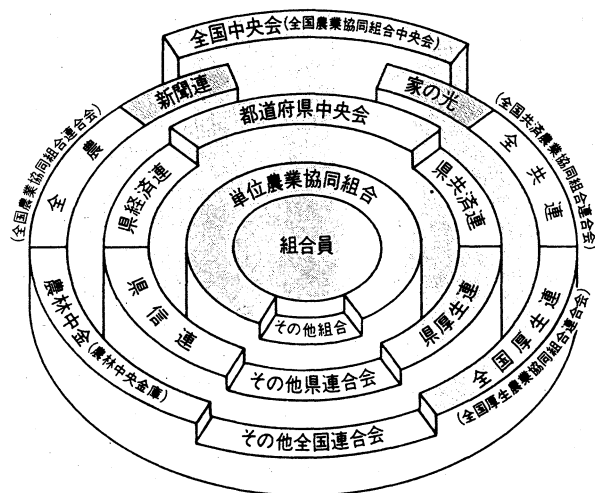 全国中央会(全国農業協同組合中央会)
新聞連
家の光
(全国農業協同組合連合会)
全農
都道府県中央会
全共連
(全国共済農業協同組合連合会)
県経済連
単位農業協同組合
県共済連
組合員
農林中金(農林中央金庫)
県信連
その他組合
県厚生連
全国厚生連
(全国厚生農業協同組合連合会)
その他県連合会
その他全国連合会